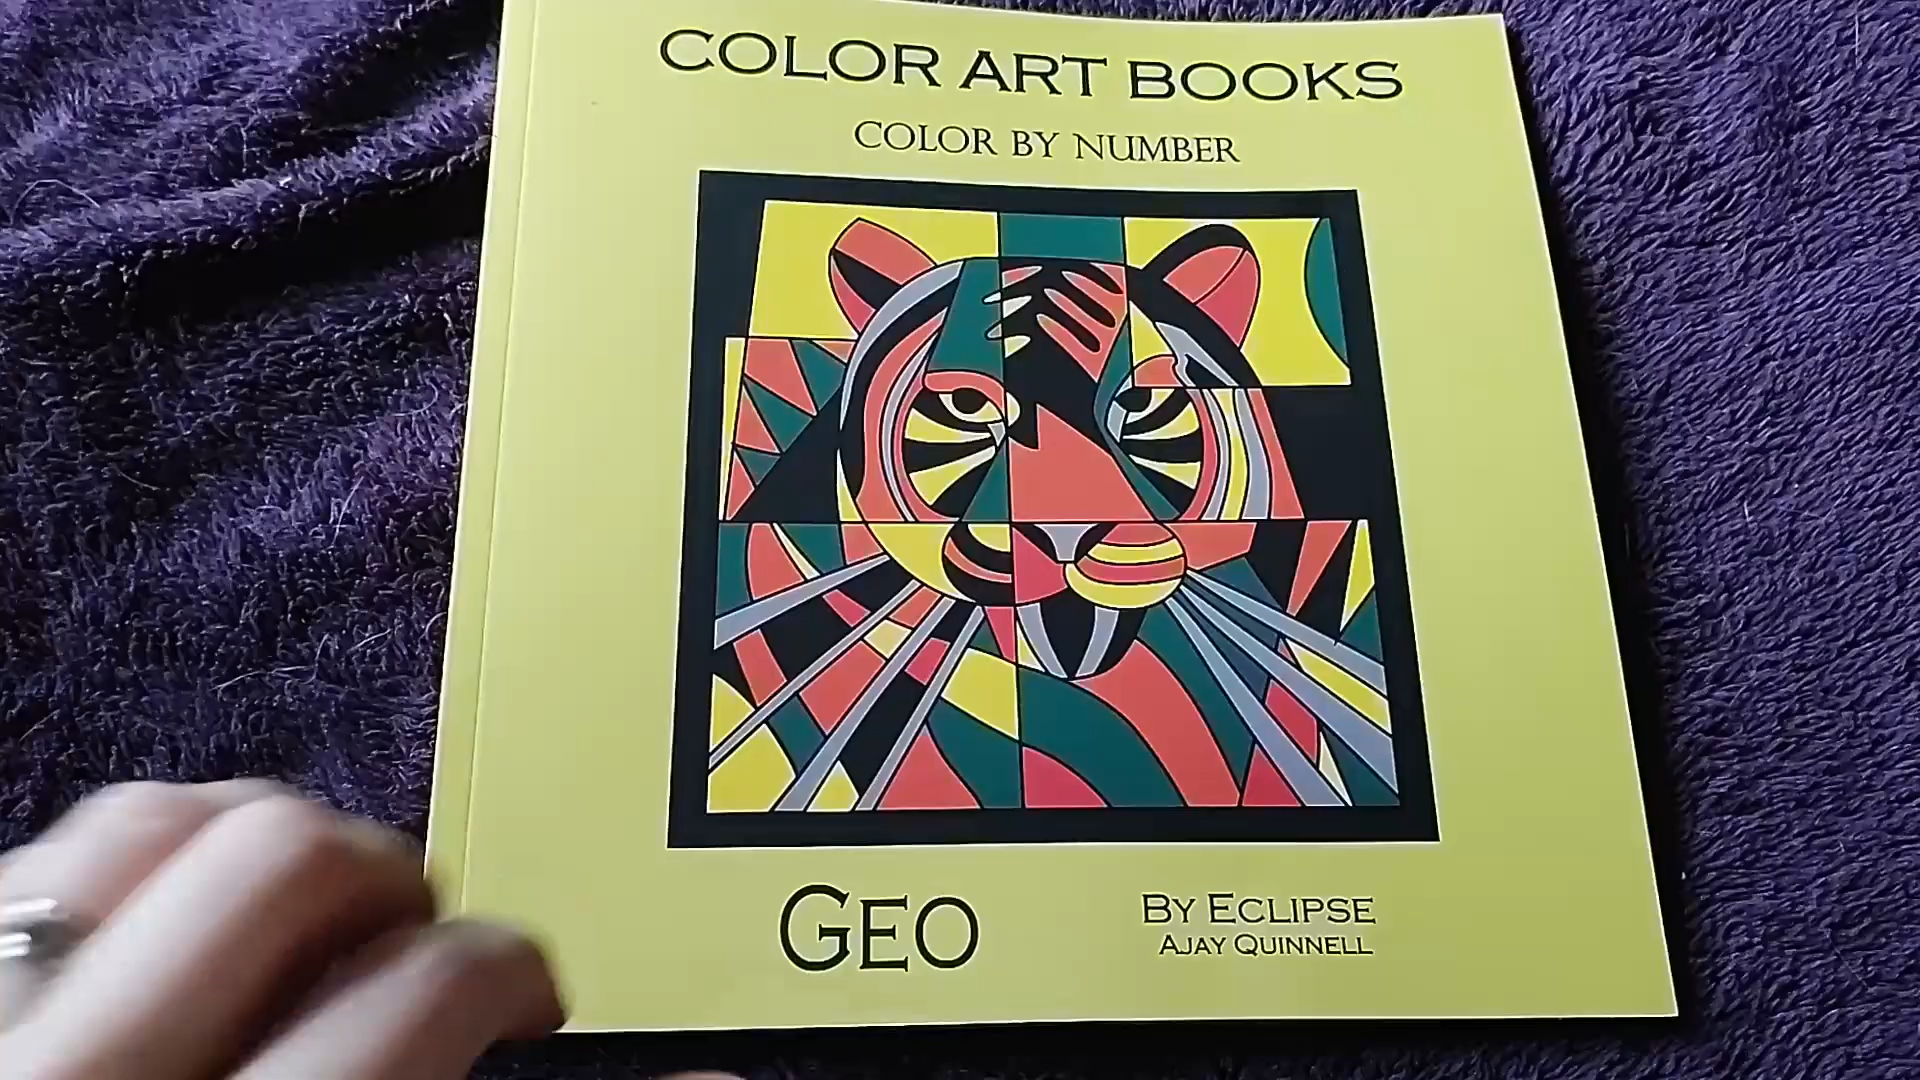 COLOR ART BOOKS
COLOR BY NUMBER
GEO
BY ECLIPSE
AJAY QUINNELL